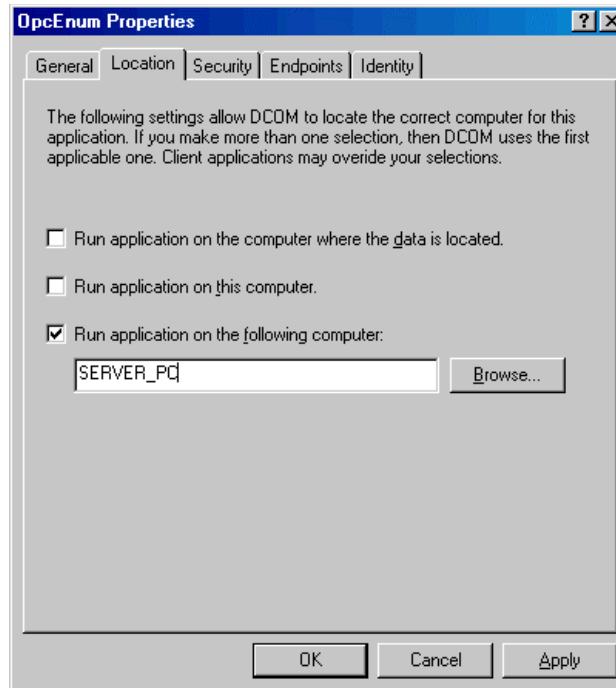 OpcEnum Properties
General Location Security Endpoints Identity
The following settings allow DCOM to locate the correct computer for this
application. If you make more than one selection, then DCOM uses the first
applicable one. Client applications may overide your selections.
Run application on the computer where the data is located.
Run application on this computer.
Run application on the following computer:
SERVER_PC
Browse...
OK Cancel Apply